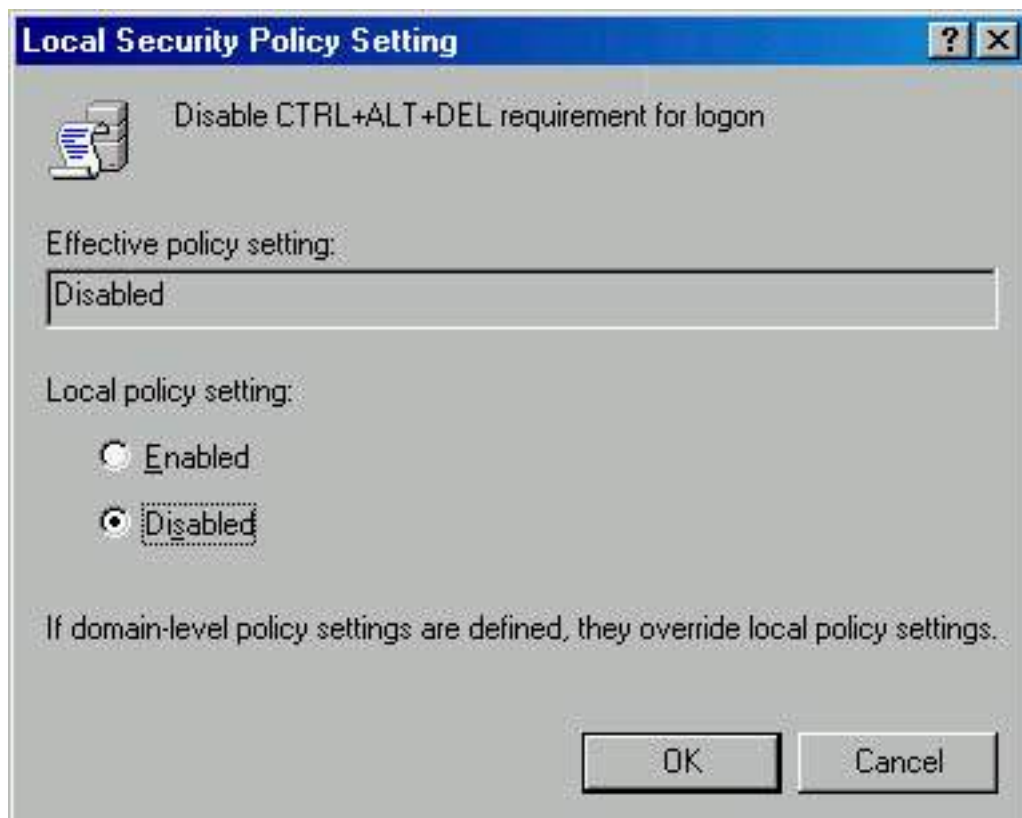 Local Security Policy Setting
Disable CTRL+ALT+DEL requirement for logon
Effective policy setting:
Disabled
Local policy setting:
Enabled
Disabled
If domain-level policy settings are defined, they override local policy settings.
OK Cancel